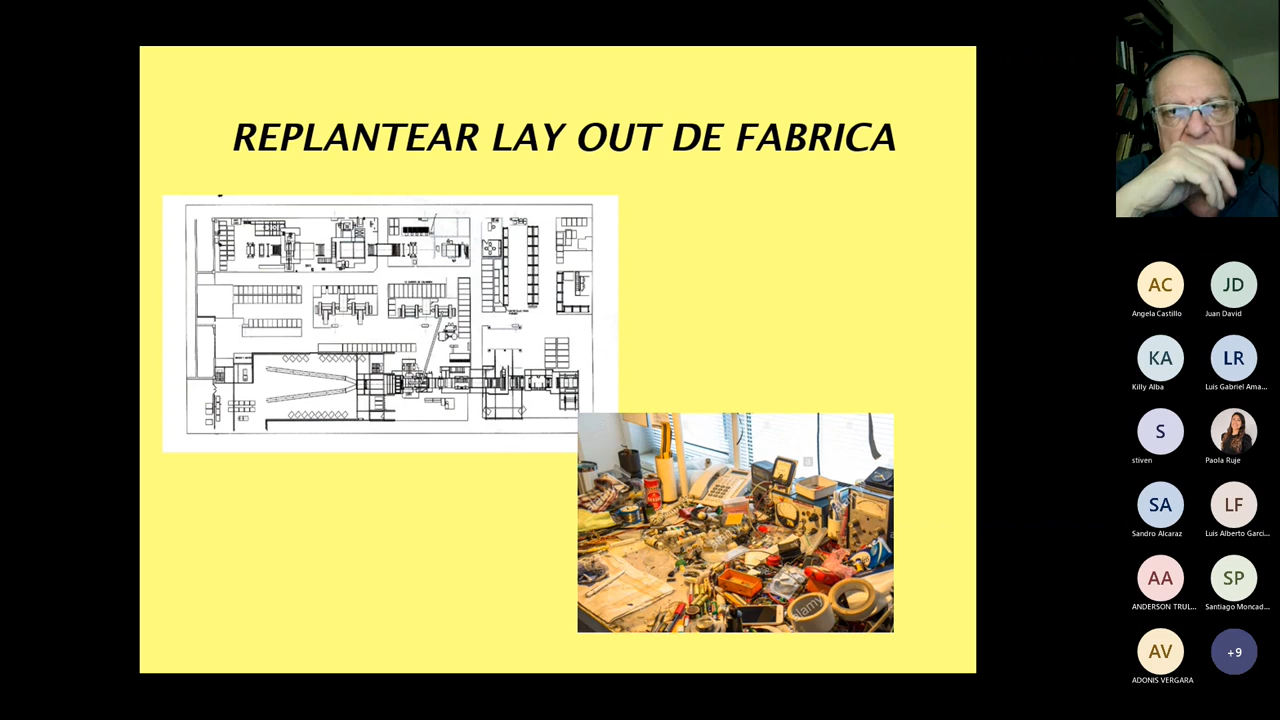 REPLANTEAR LAY OUT DE FABRICA
alamy
a
AC
JD
Angela Castillo
Juan David
KA
LR
Killy Alba
Luis Gabriel Ama...
S
stiven
Paola Ruje
SA
LF
Sandro Alcaraz
Luis Alberto Garci...
AA
SP
ANDERSON TRUL...
Santiago Moncad...
AV
+9
ADONIS VERGARA